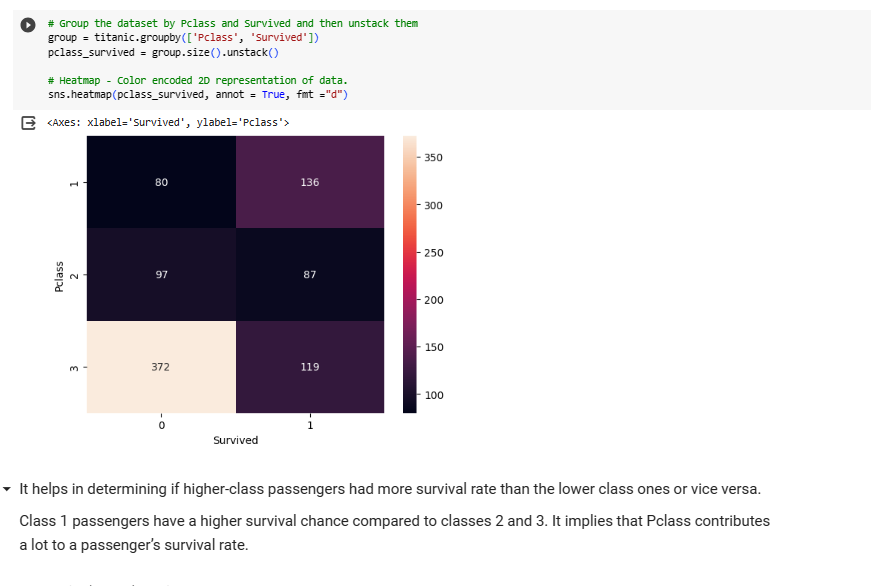 # Group the dataset by Pclass and Survived and then unstack them
group = titanic.groupby(['Pclass', 'Survived'])
pclass_survived = group.size().unstack()
# Heatmap - Color encoded 2D representation of data.
sns.heatmap(pclass_survived, annot = True, fmt ="d")
<Axes: xlabel='Survived', ylabel='Pclass'>
80 136
97 87
372 119
1
2
3
Pclass
0 1
Survived
350
300
250
200
150
100
It helps in determining if higher-class passengers had more survival rate than the lower class ones or vice versa.
Class 1 passengers have a higher survival chance compared to classes 2 and 3. It implies that Pclass contributes
a lot to a passenger’s survival rate.